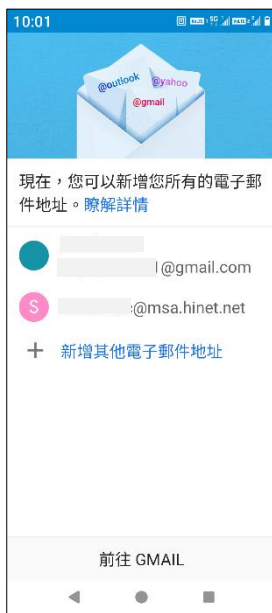 10:01
@outlook
@yahoo
@gmail
現在，您可以新增您所有的電子郵
件地址。瞭解詳情
@gmail.com
S
@msa.hinet.net
新增其他電子郵件地址
前往 GMAIL